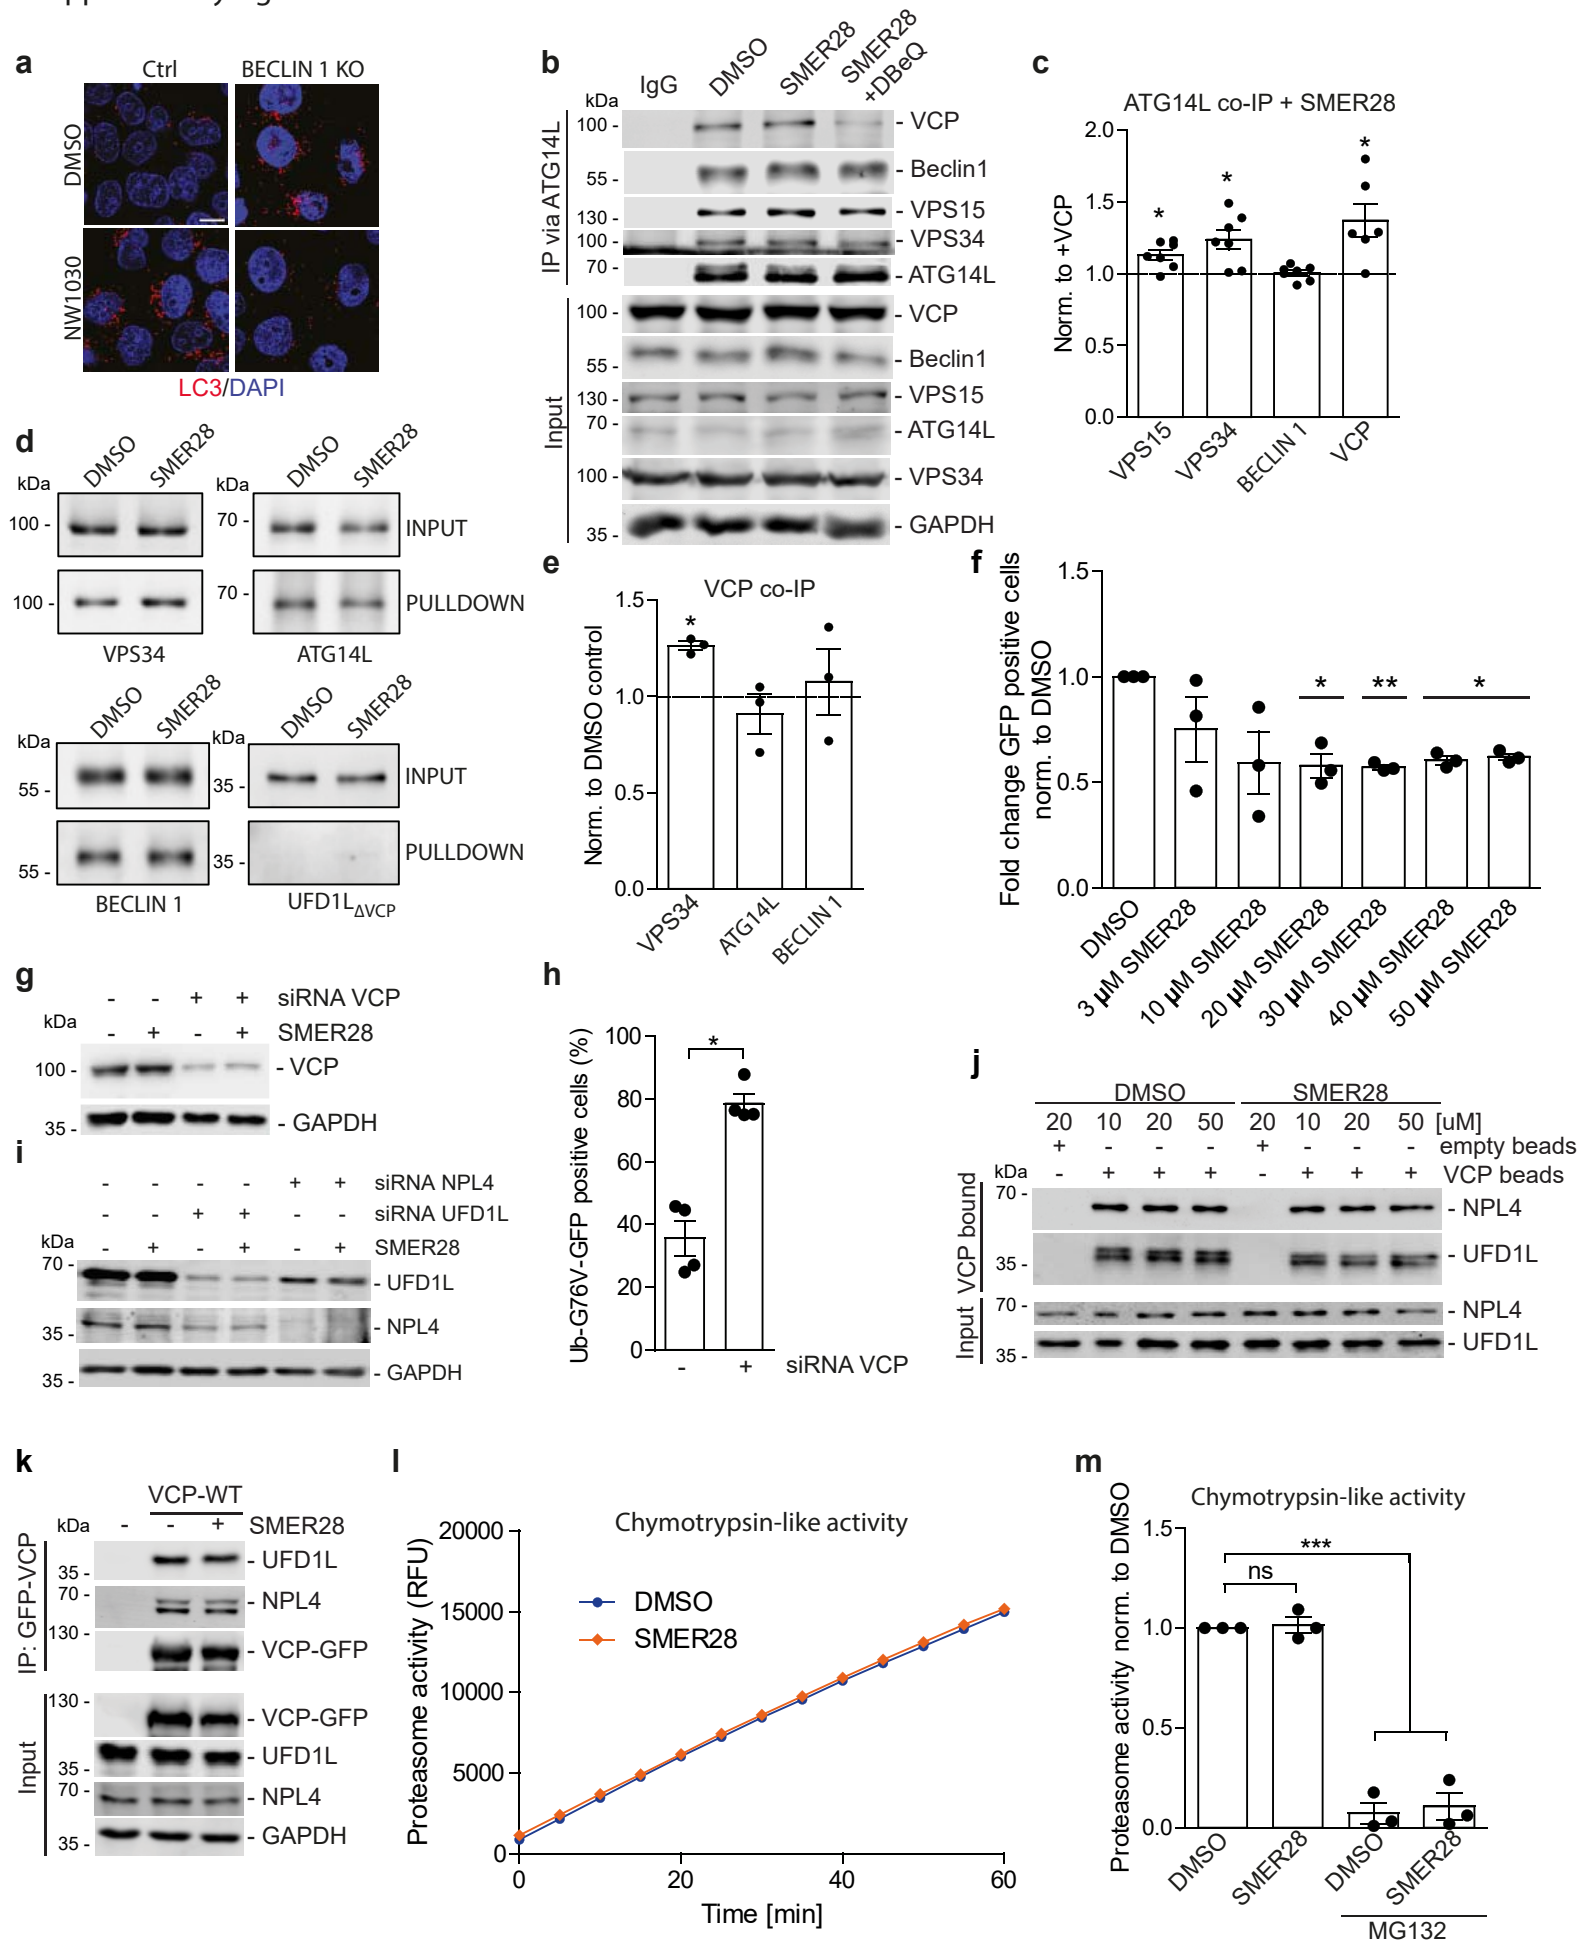 a
Ctrl
BECLIN 1 KO
DMSO
NW1030
LC3/DAPI
b
IgG
DMSO
SMER28
SMER28
+DBeQ
kDa
IP via ATG14L
100 -
- VCP
55 -
- Beclin1
130 -
- VPS15
100 -
- VPS34
70 -
- ATG14L
Input
100 -
- VCP
55 -
- Beclin1
130 -
- VPS15
70 -
- ATG14L
100 -
- VPS34
35 -
- GAPDH
c
ATG14L co-IP + SMER28
Norm. to +VCP
2.0
1.5
1.0
0.5
0.0
*
*
*
VPS15
VPS34
BECLIN 1
VCP
d
DMSO
SMER28
DMSO
SMER28
kDa
kDa
100 -
70 -
INPUT
100 -
70 -
PULLDOWN
VPS34
ATG14L
DMSO
SMER28
DMSO
SMER28
kDa
kDa
55 -
35 -
INPUT
55 -
35 -
PULLDOWN
BECLIN 1
UFD1LΔVCP
e
VCP co-IP
Norm. to DMSO control
1.5
1.0
0.5
0.0
*
VPS34
ATG14L
BECLIN 1
f
Fold change GFP positive cells
norm. to DMSO
1.5
1.0
0.5
0.0
*
**
*
DMSO
3 µM SMER28
10 µM SMER28
20 µM SMER28
30 µM SMER28
40 µM SMER28
50 µM SMER28
g
- - + + siRNA VCP
kDa
- + - + SMER28
100 -
- VCP
35 -
- GAPDH
h
Ub-G76V-GFP positive cells (%)
100
80
60
40
20
0
*
- + siRNA VCP
i
- - - - + + siRNA NPL4
- - + + - - siRNA UFD1L
kDa
- + - + - + SMER28
70 -
- UFD1L
35 -
- NPL4
35 -
- GAPDH
j
DMSO SMER28
20 10 20 50 20 10 20 50 [uM]
+ - - - + - - - empty beads
kDa
- + + + - + + + VCP beads
VCP bound
70 -
- NPL4
35 -
- UFD1L
Input
70 -
- NPL4
35 -
- UFD1L
k
VCP-WT
kDa
- - + SMER28
IP: GFP-VCP
35 -
- UFD1L
70 -
- NPL4
130 -
- VCP-GFP
Input
130 -
- VCP-GFP
35 -
- UFD1L
70 -
- NPL4
35 -
- GAPDH
l
Chymotrypsin-like activity
Proteasome activity (RFU)
20000
15000
10000
5000
0
DMSO
SMER28
0 20 40 60
Time [min]
m
Chymotrypsin-like activity
Proteasome activity norm. to DMSO
1.5
1.0
0.5
0.0
***
ns
DMSO
SMER28
DMSO
SMER28
MG132